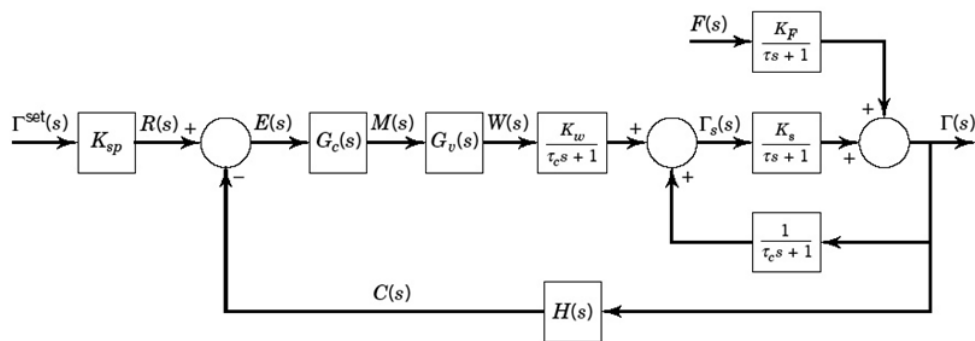 F(s)
K_F
τs + 1
Γ^set(s)
K_sp
R(s)
+
−
E(s)
G_c(s)
M(s)
G_v(s)
W(s)
K_w
τ_c s + 1
+
+
Γ_s(s)
K_s
τs + 1
+
+
Γ(s)
1
τ_c s + 1
C(s)
H(s)